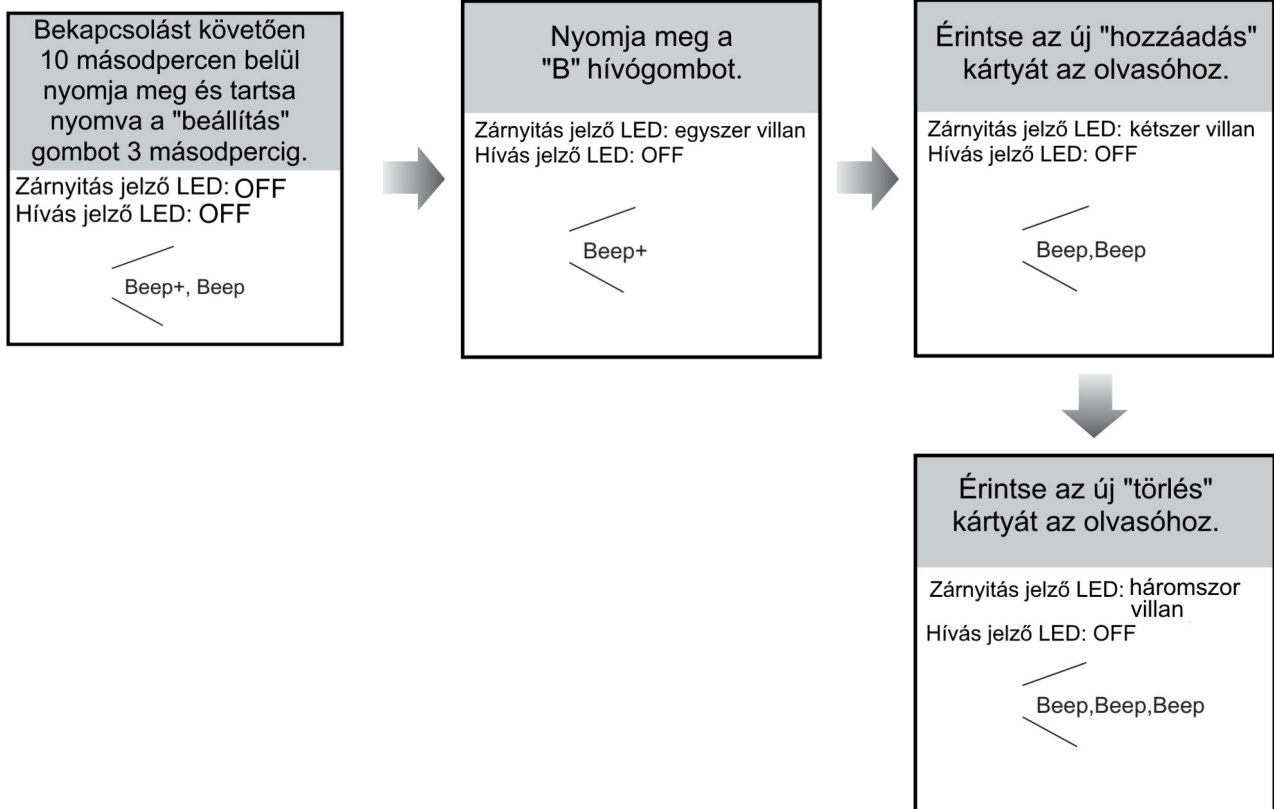 Bekapcsolást követően
10 másodpercen belül
nyomja meg és tartsa
nyomva a "beállítás"
gombot 3 másodpercig.
Zárnyitás jelző LED: OFF
Hívás jelző LED: OFF
Beep+, Beep
Nyomja meg a
"B" hívógombot.
Zárnyitás jelző LED: egyszer villan
Hívás jelző LED: OFF
Beep+
Érintse az új "hozzáadás"
kártyát az olvasóhoz.
Zárnyitás jelző LED: kétszer villan
Hívás jelző LED: OFF
Beep,Beep
Érintse az új "törlés"
kártyát az olvasóhoz.
Zárnyitás jelző LED: háromszor
villan
Hívás jelző LED: OFF
Beep,Beep,Beep